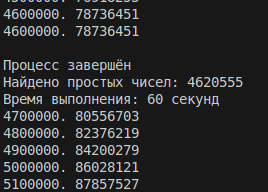 4600000. 78736451
4600000. 78736451

Процесс завершён
Найдено простых чисел: 4620555
Время выполнения: 60 секунд
4700000. 80556703
4800000. 82376219
4900000. 84200279
5000000. 86028121
5100000. 87857527